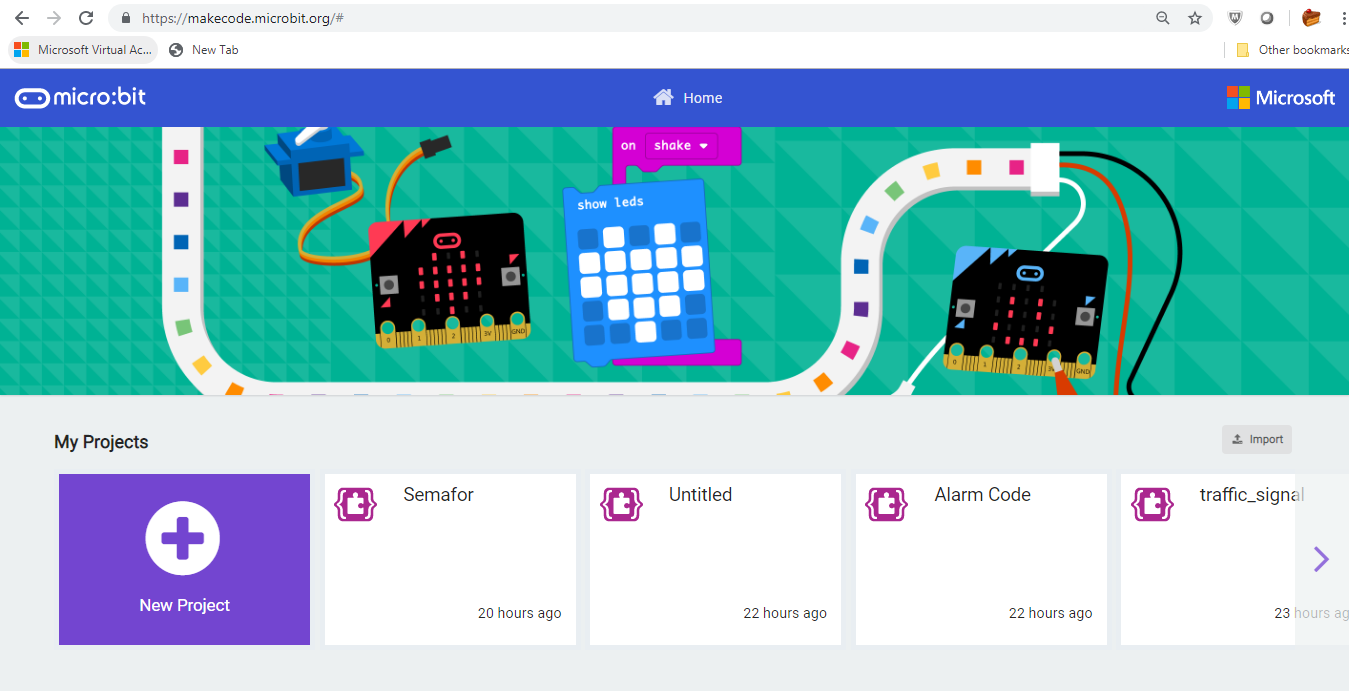 https://makecode.microbit.org/#
Microsoft Virtual Ac...
New Tab
Other bookmarks
micro:bit
Home
Microsoft
on shake
show leds
0 1 2 3V GND
0 1 2 GND
My Projects
Import
New Project
Semafor
20 hours ago
Untitled
22 hours ago
Alarm Code
22 hours ago
traffic_signal
23 hours ag